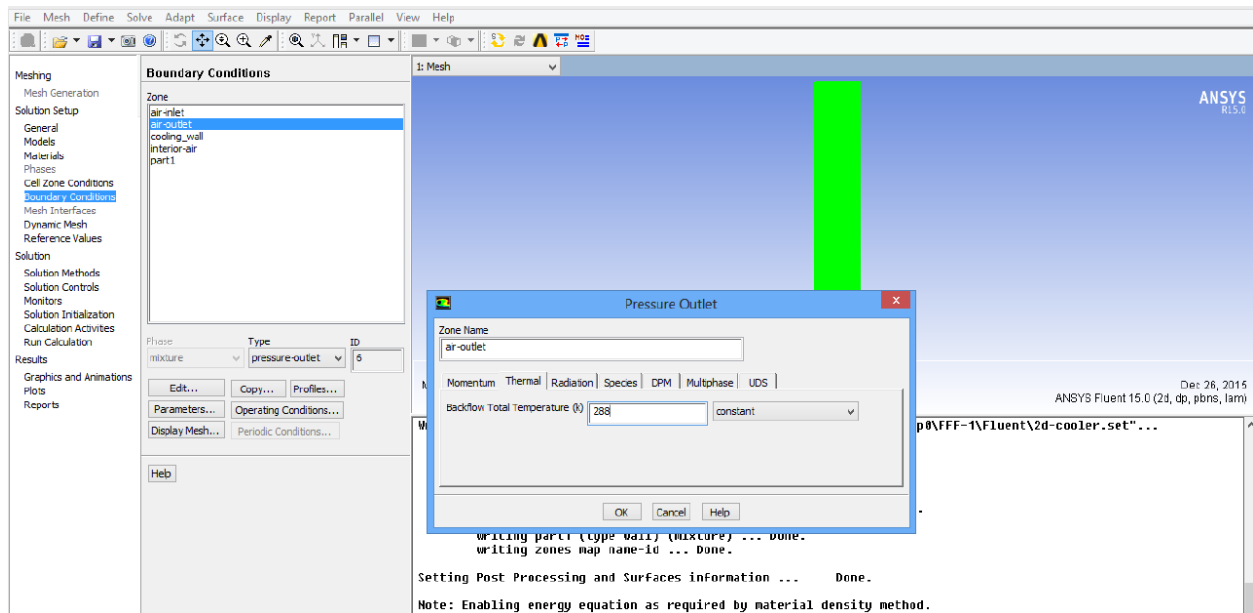 File Mesh Define Solve Adapt Surface Display Report Parallel View Help
Meshing
Mesh Generation
Solution Setup
General
Models
Materials
Phases
Cell Zone Conditions
Boundary Conditions
Mesh Interfaces
Dynamic Mesh
Reference Values
Solution
Solution Methods
Solution Controls
Monitors
Solution Initialization
Calculation Activities
Run Calculation
Results
Graphics and Animations
Plots
Reports
Boundary Conditions
Zone
air-inlet
air-outlet
cooling_wall
interior-air
part1
Phase Type ID
mixture pressure-outlet 6
Edit... Copy... Profiles...
Parameters... Operating Conditions...
Display Mesh... Periodic Conditions...
Help
1: Mesh
ANSYS
R15.0
Pressure Outlet
x
Zone Name
air-outlet
Momentum Thermal Radiation Species DPM Multiphase UDS
Backflow Total Temperature (k) 288 constant
OK Cancel Help
Dec 26, 2015
ANSYS Fluent 15.0 (2d, dp, pbns, lam)
p0\FFF-1\Fluent\2d-cooler.set"...
writing part1 (type wall) (mixture) ... Done.
writing zones map name-id ... Done.
Setting Post Processing and Surfaces information ... Done.
Note: Enabling energy equation as required by material density method.